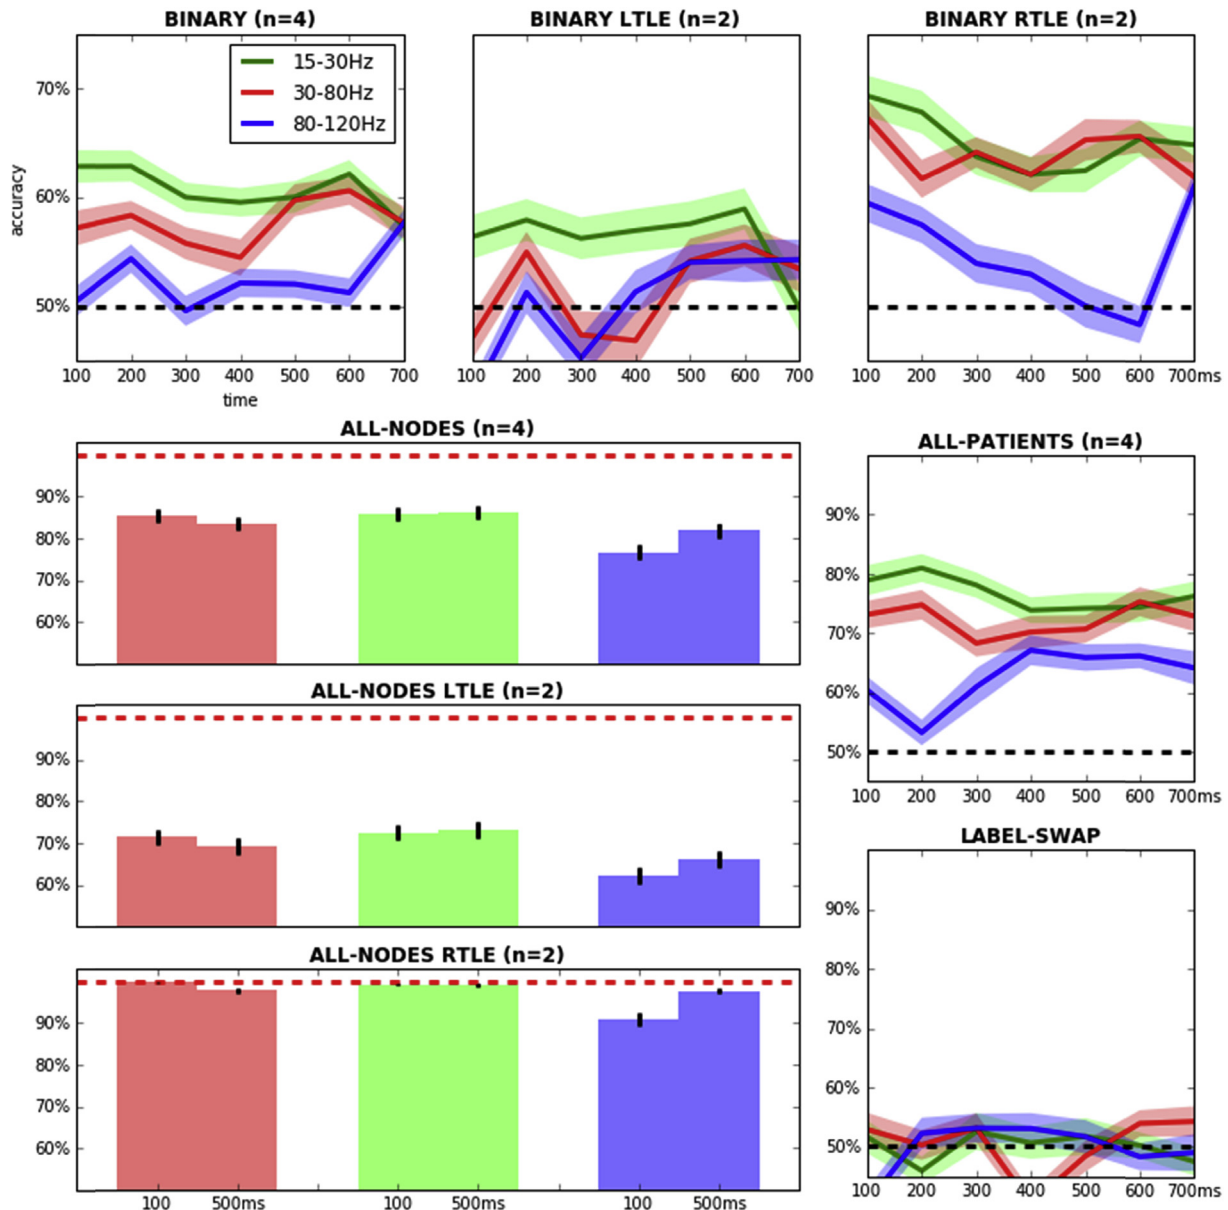 BINARY (n=4)
BINARY LTLE (n=2)
BINARY RTLE (n=2)
15-30Hz
30-80Hz
80-120Hz
70%
60%
50%
accuracy
100 200 300 400 500 600 700
time
100 200 300 400 500 600 700
100 200 300 400 500 600 700ms
ALL-NODES (n=4)
90%
80%
70%
60%
ALL-NODES LTLE (n=2)
90%
80%
70%
60%
ALL-NODES RTLE (n=2)
90%
80%
70%
60%
100 500ms 100 500ms 100 500ms
ALL-PATIENTS (n=4)
90%
80%
70%
60%
50%
100 200 300 400 500 600 700ms
LABEL-SWAP
90%
80%
70%
60%
50%
100 200 300 400 500 600 700ms